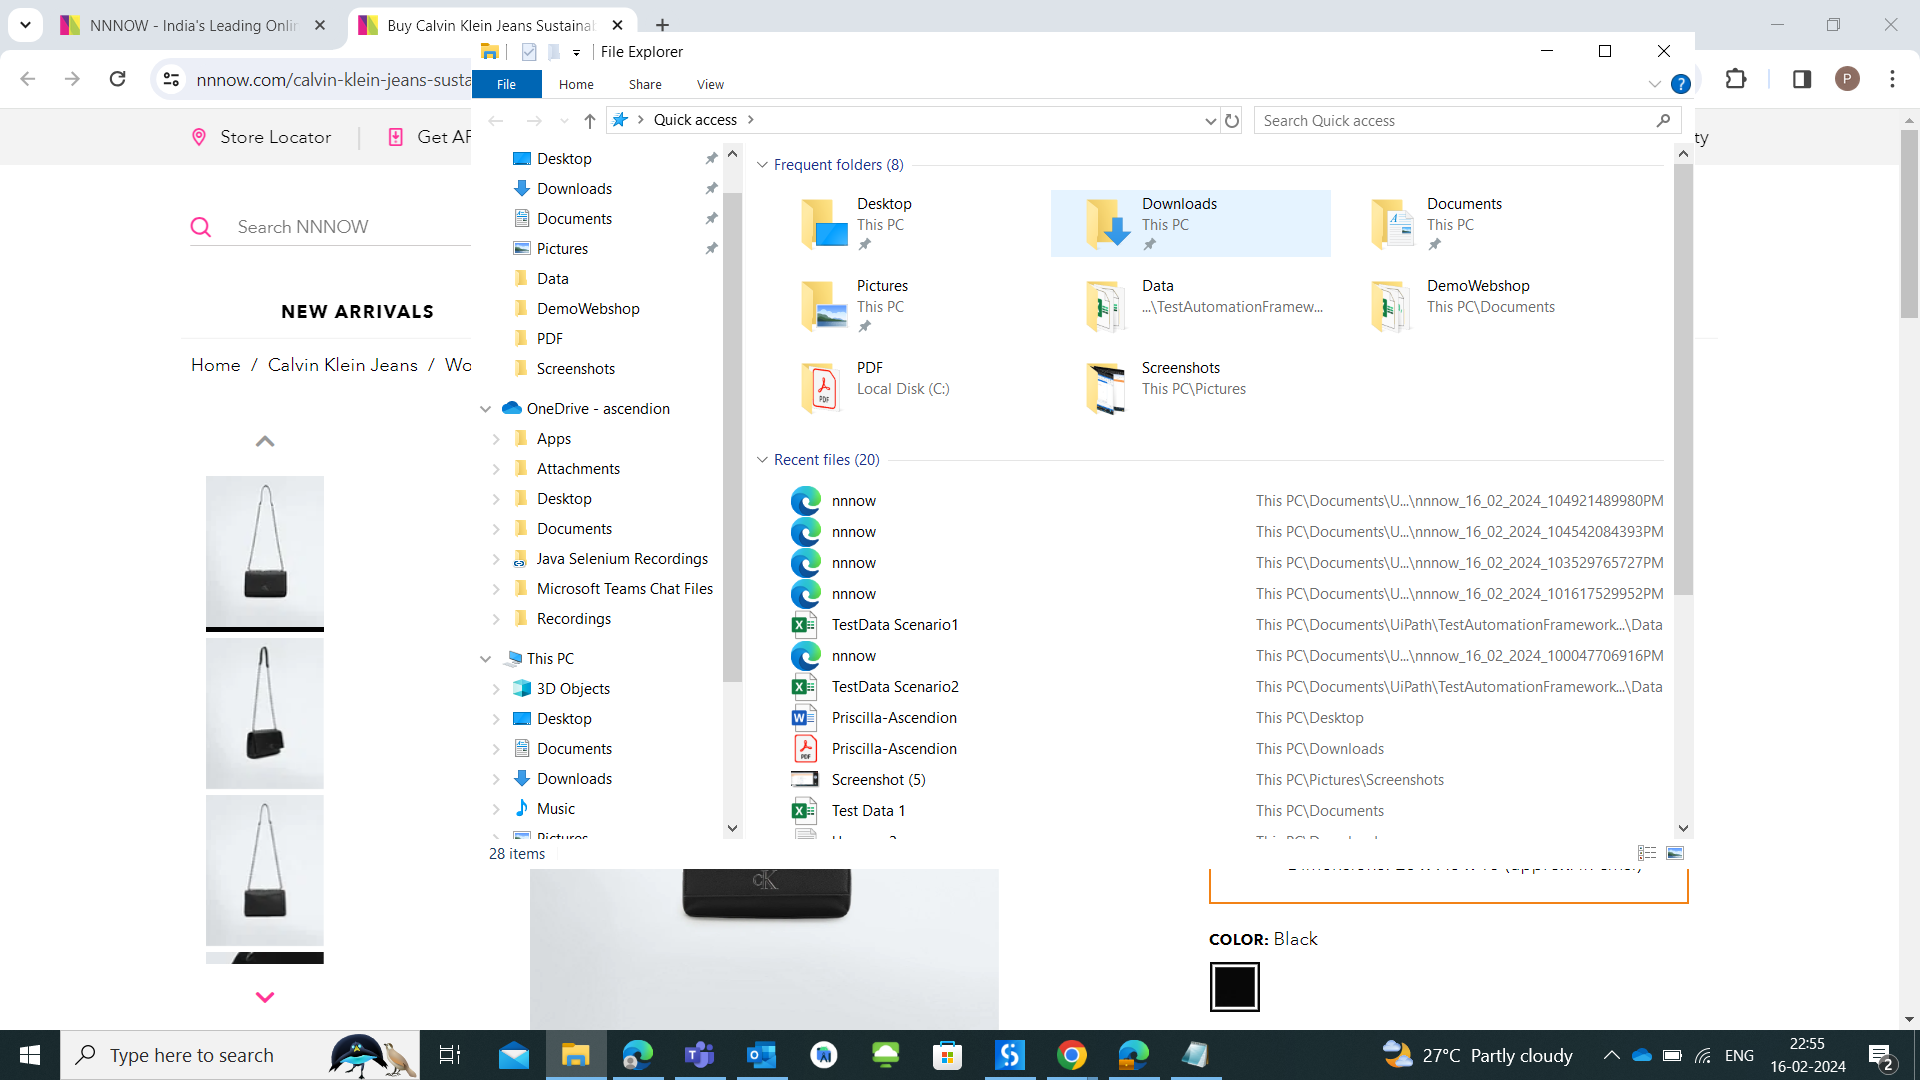 NNNOW - India's Leading Onlin
Buy Calvin Klein Jeans Sustainab
nnnow.com/calvin-klein-jeans-susta
P
File Explorer
File
Home
Share
View
?
Quick access
Search Quick access
Store Locator
Get AP
ty
Search NNNOW
NEW ARRIVALS
Home / Calvin Klein Jeans / Wo
Desktop
Downloads
Documents
Pictures
Data
DemoWebshop
PDF
Screenshots
OneDrive - ascendion
Apps
Attachments
Desktop
Documents
Java Selenium Recordings
Microsoft Teams Chat Files
Recordings
This PC
3D Objects
Desktop
Documents
Downloads
Music
Pictures
28 items
Frequent folders (8)
Desktop
This PC
Downloads
This PC
Documents
This PC
Pictures
This PC
Data
...\TestAutomationFramew...
DemoWebshop
This PC\Documents
PDF
Local Disk (C:)
Screenshots
This PC\Pictures
Recent files (20)
nnnow This PC\Documents\U...\nnnow_16_02_2024_104921489980PM
nnnow This PC\Documents\U...\nnnow_16_02_2024_104542084393PM
nnnow This PC\Documents\U...\nnnow_16_02_2024_103529765727PM
nnnow This PC\Documents\U...\nnnow_16_02_2024_101617529952PM
TestData Scenario1 This PC\Documents\UiPath\TestAutomationFramework...\Data
nnnow This PC\Documents\U...\nnnow_16_02_2024_100047706916PM
TestData Scenario2 This PC\Documents\UiPath\TestAutomationFramework...\Data
Priscilla-Ascendion This PC\Desktop
Priscilla-Ascendion This PC\Downloads
Screenshot (5) This PC\Pictures\Screenshots
Test Data 1 This PC\Documents
CK
COLOR: Black
Type here to search
27°C Partly cloudy
ENG
22:55
16-02-2024
2